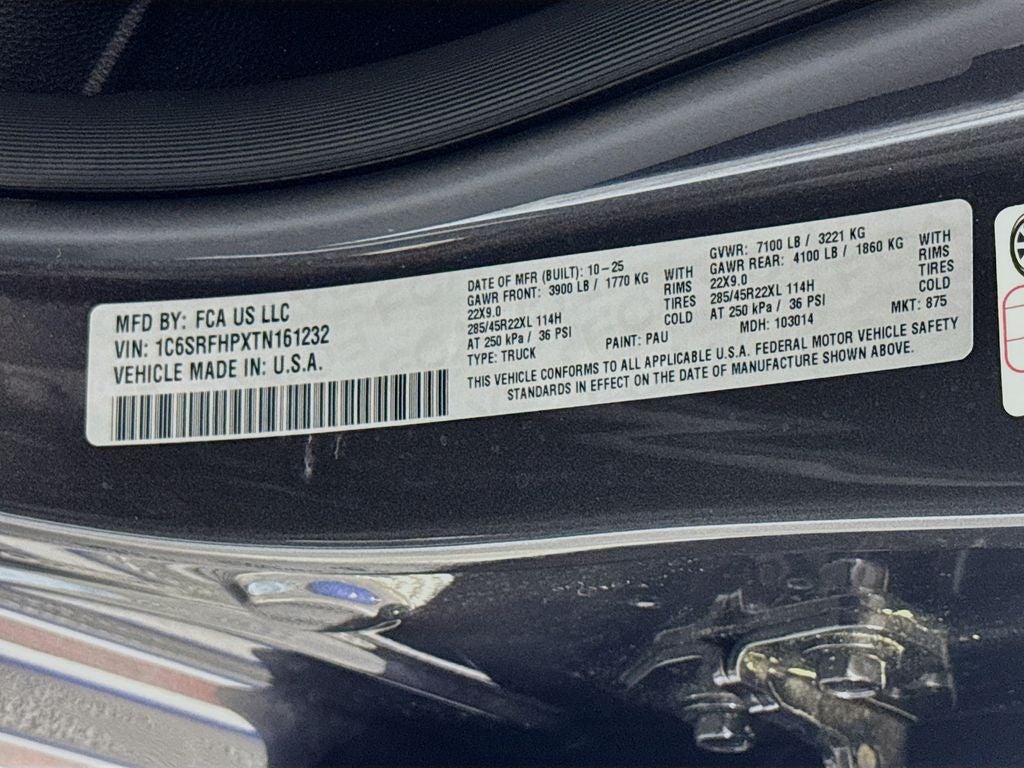 MFD BY: FCA US LLC
VIN: 1C6SRFHPXTN161232
VEHICLE MADE IN: U.S.A.
DATE OF MFR (BUILT): 10-25
GAWR FRONT: 3900 LB / 1770 KG WITH
22X9.0 RIMS
285/45R22XL 114H TIRES
AT 250 kPa / 36 PSI COLD
TYPE: TRUCK PAINT: PAU
GVWR: 7100 LB / 3221 KG
GAWR REAR: 4100 LB / 1860 KG WITH
22X9.0 RIMS
285/45R22XL 114H TIRES
AT 250 kPa / 36 PSI COLD
MDH: 103014 MKT: 875
THIS VEHICLE CONFORMS TO ALL APPLICABLE U.S.A. FEDERAL MOTOR VEHICLE SAFETY
STANDARDS IN EFFECT ON THE DATE OF MANUFACTURE SHOWN ABOVE.